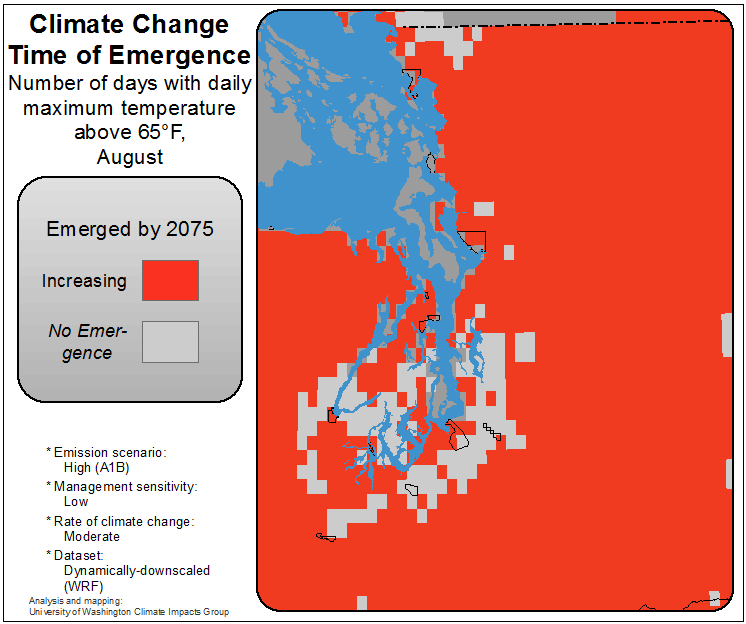 Climate Change
Time of Emergence
Number of days with daily
maximum temperature
above 65°F,
August
Emerged by 2075
Increasing
No Emer-
gence
* Emission scenario:
High (A1B)
* Management sensitivity:
Low
* Rate of climate change:
Moderate
* Dataset:
Dynamically-downscaled
(WRF)
Analysis and mapping:
University of Washington Climate Impacts Group